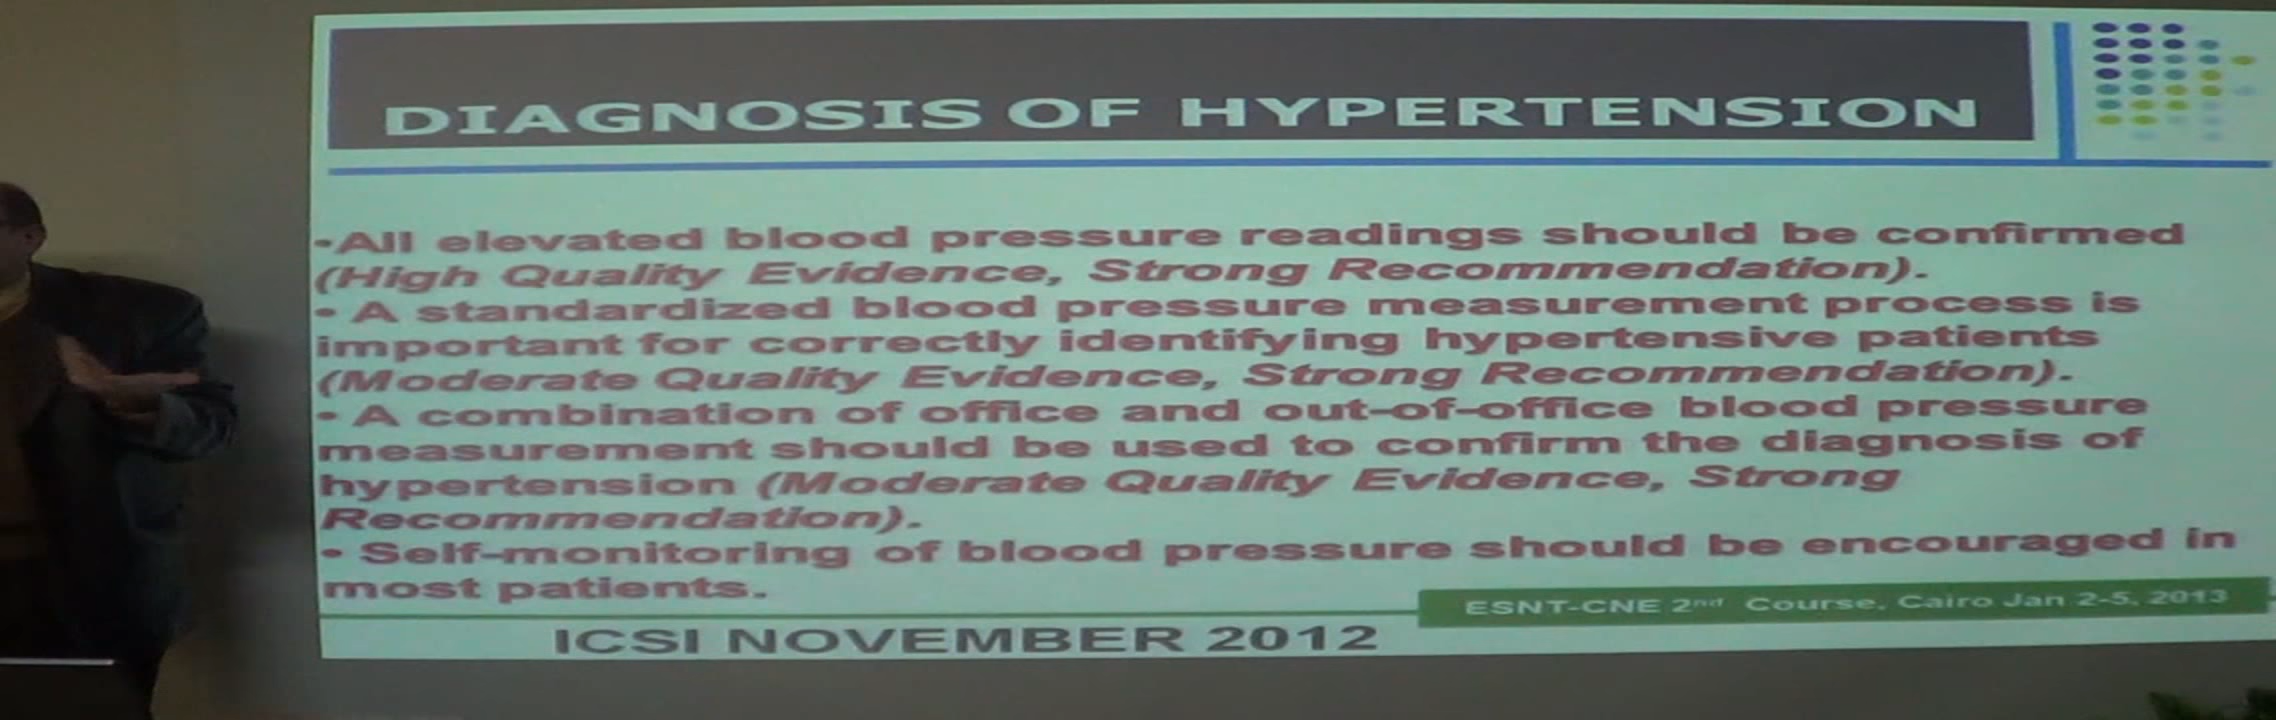 DIAGNOSIS OF HYPERTENSION
•All elevated blood pressure readings should be confirmed
(High Quality Evidence, Strong Recommendation).
• A standardized blood pressure measurement process is
important for correctly identifying hypertensive patients
(Moderate Quality Evidence, Strong Recommendation).
• A combination of office and out-of-office blood pressure
measurement should be used to confirm the diagnosis of
hypertension (Moderate Quality Evidence, Strong
Recommendation).
• Self-monitoring of blood pressure should be encouraged in
most patients.
ESNT-CNE 2nd Course, Cairo Jan 2-5, 2013
ICSI NOVEMBER 2012